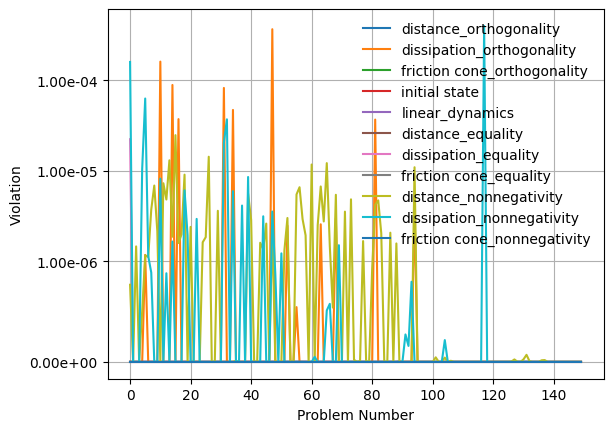 distance_orthogonality
dissipation_orthogonality
friction cone_orthogonality
initial state
linear_dynamics
distance_equality
dissipation_equality
friction cone_equality
distance_nonnegativity
dissipation_nonnegativity
friction cone_nonnegativity
1.00e-04
1.00e-05
1.00e-06
0.00e+00
Violation
0 20 40 60 80 100 120 140
Problem Number